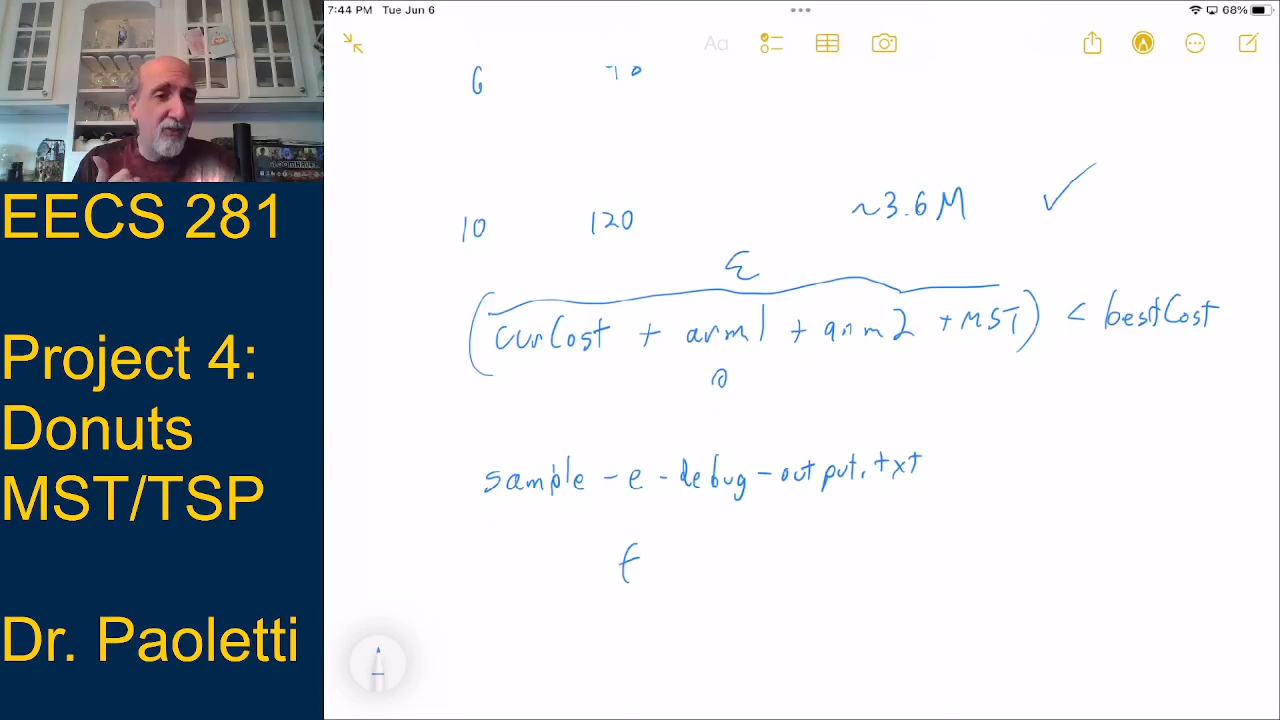 7:44 PM Tue Jun 6
68%
Aa
6
10 120 ~3.6M ✓
Σ
(curCost + arm1 + arm2 + MST) < bestCost
sample-e-debug-output.txt
f
EECS 281
Project 4:
Donuts
MST/TSP
Dr. Paoletti